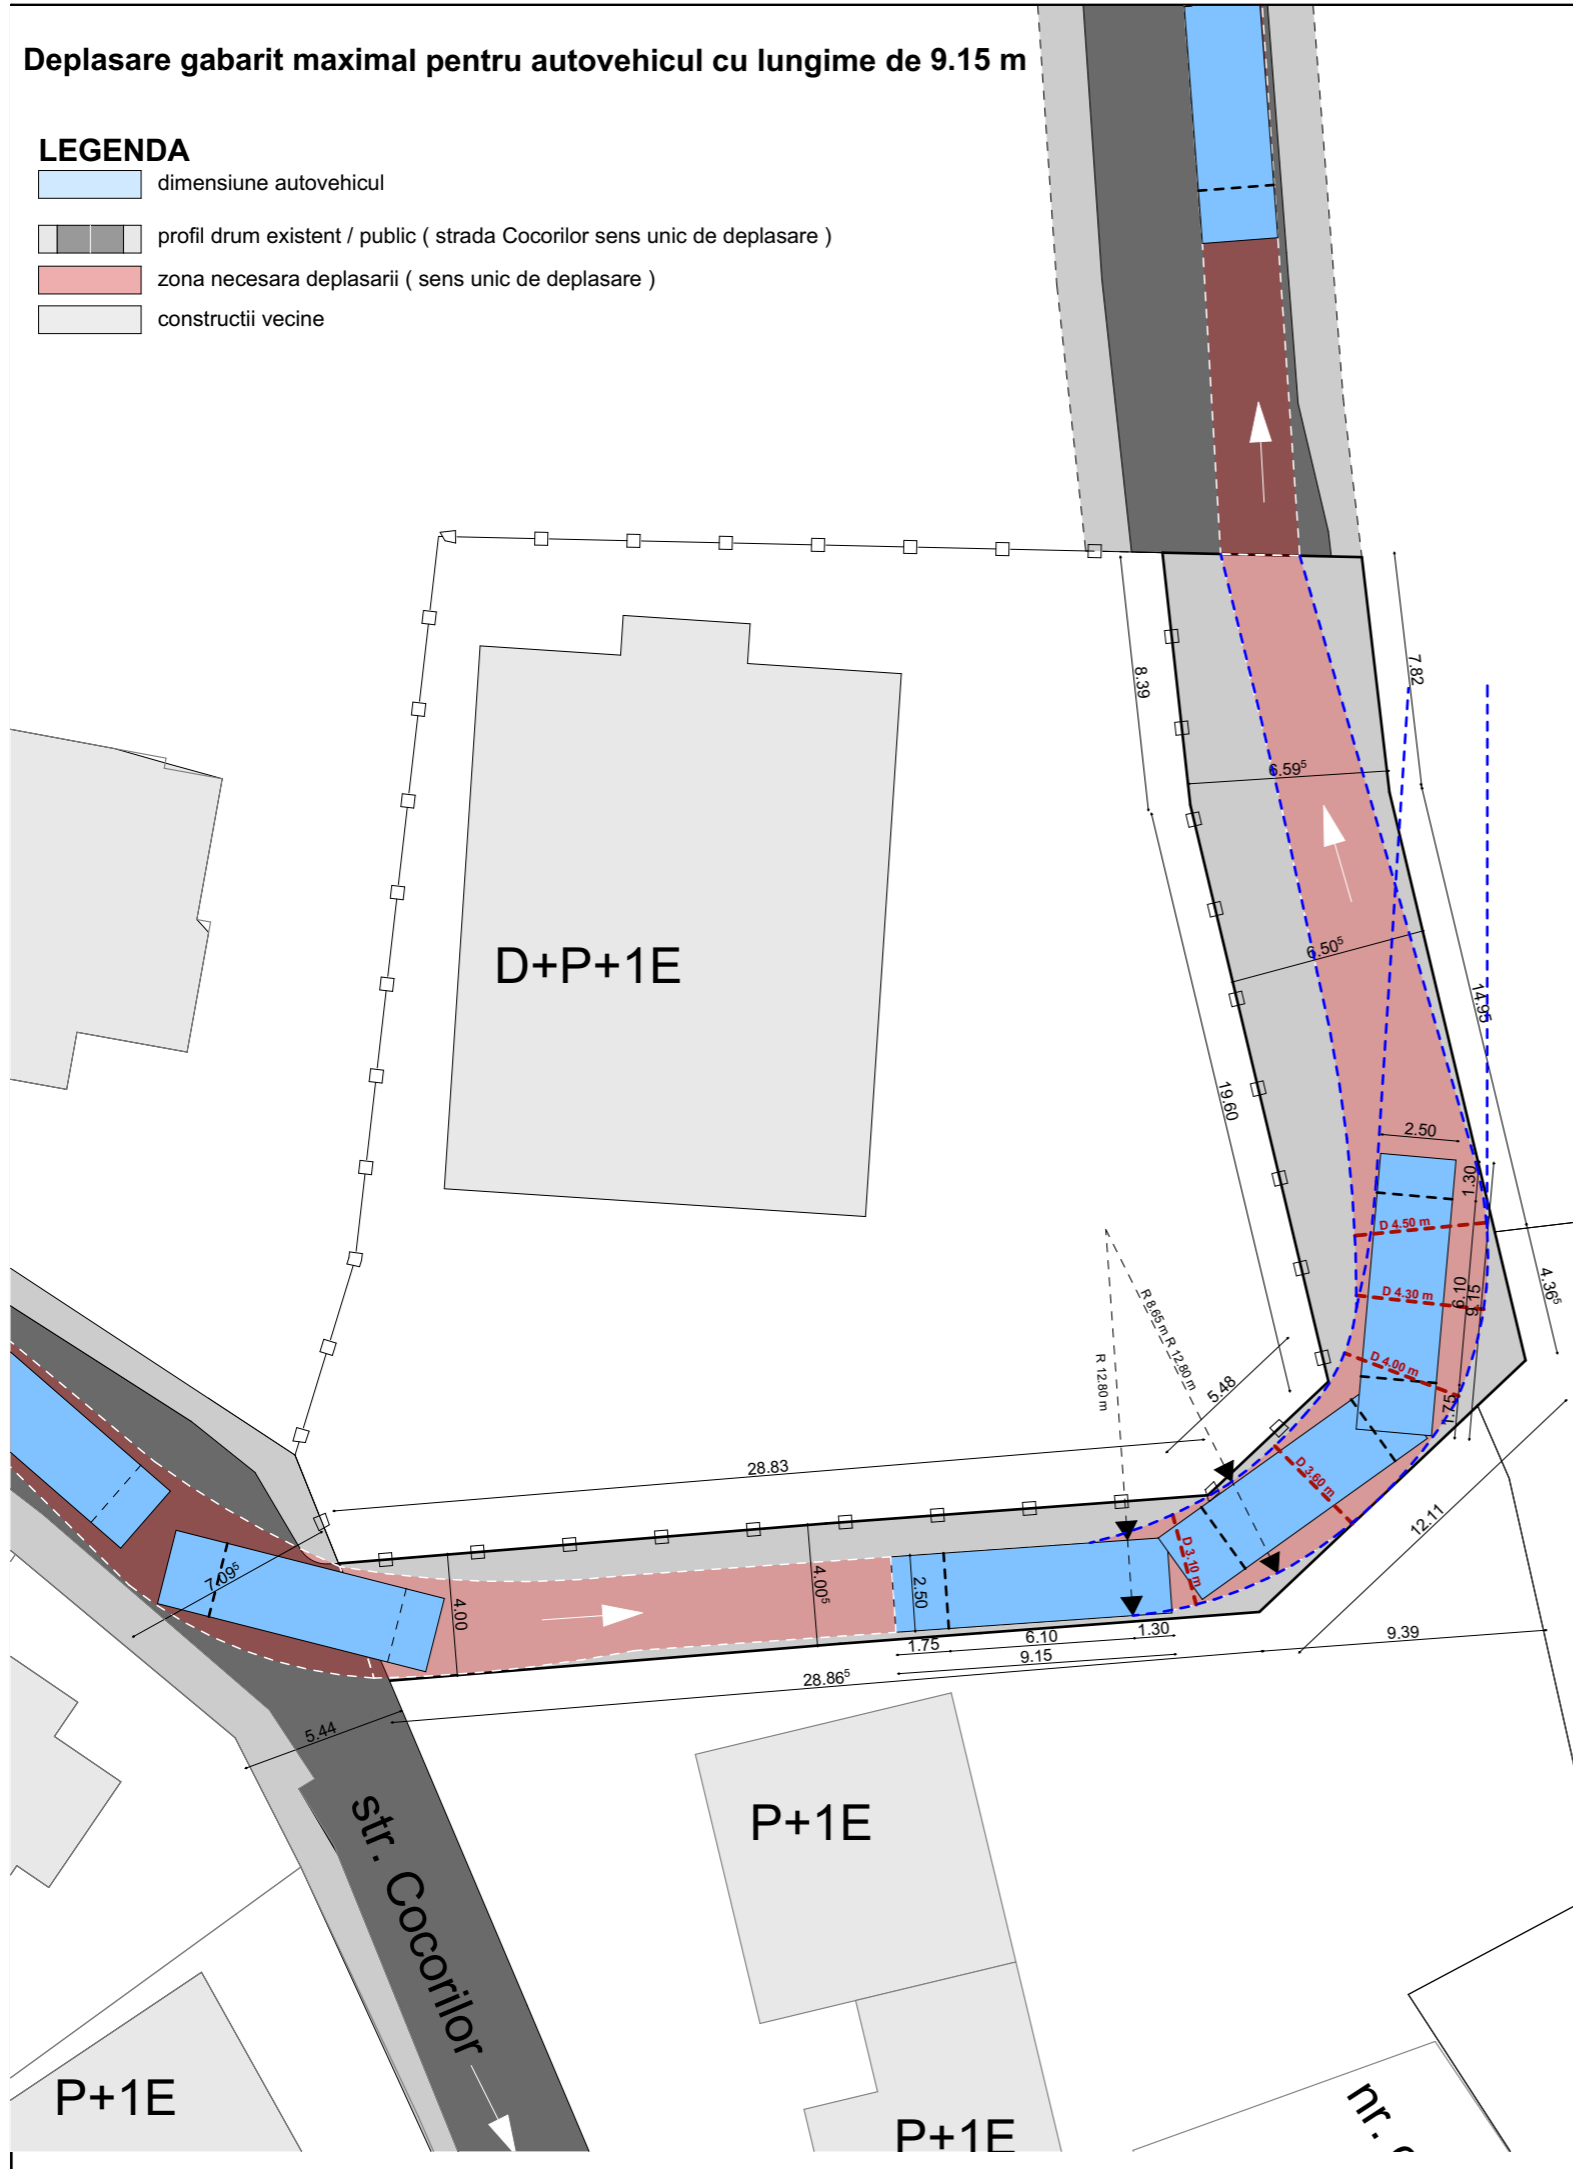 Deplasare gabarit maximal pentru autovehicul cu lungime de 9.15 m
LEGENDA
dimensiune autovehicul
profil drum existent / public ( strada Cocorilor sens unic de deplasare )
zona necesara deplasarii ( sens unic de deplasare )
constructii vecine
8.39
7.82
6.59⁵
D+P+1E
6.50⁵
14.95
19.60
2.50
1.30
D 4.50 m
D 4.30 m
6.10
9.15
4.36⁵
R 8.65 m
R 12.80 m
R 12.80 m
D 4.00 m
5.48
1.75
28.83
D 3.60 m
12.11
7.09⁵
4.00
4.00⁵
2.50
D 3.10 m
1.75
6.10
1.30
9.15
9.39
28.86⁵
5.44
str. Cocorilor
P+1E
P+1E
P+1E
nr.